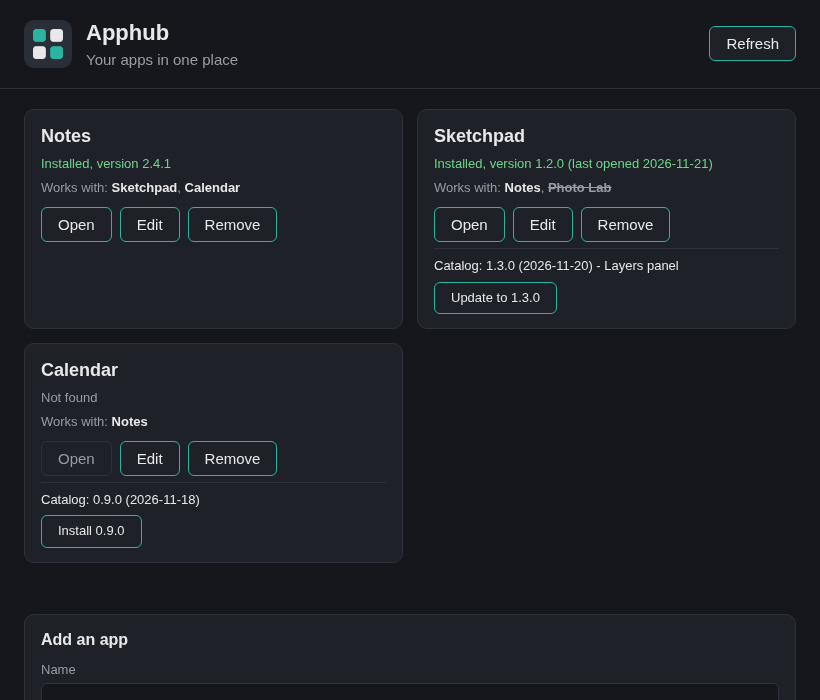 Apphub
Your apps in one place
Refresh
Notes
Installed, version 2.4.1
Works with: Sketchpad, Calendar
Open Edit Remove
Sketchpad
Installed, version 1.2.0 (last opened 2026-11-21)
Works with: Notes, Photo Lab
Open Edit Remove
Catalog: 1.3.0 (2026-11-20) - Layers panel
Update to 1.3.0
Calendar
Not found
Works with: Notes
Open Edit Remove
Catalog: 0.9.0 (2026-11-18)
Install 0.9.0
Add an app
Name